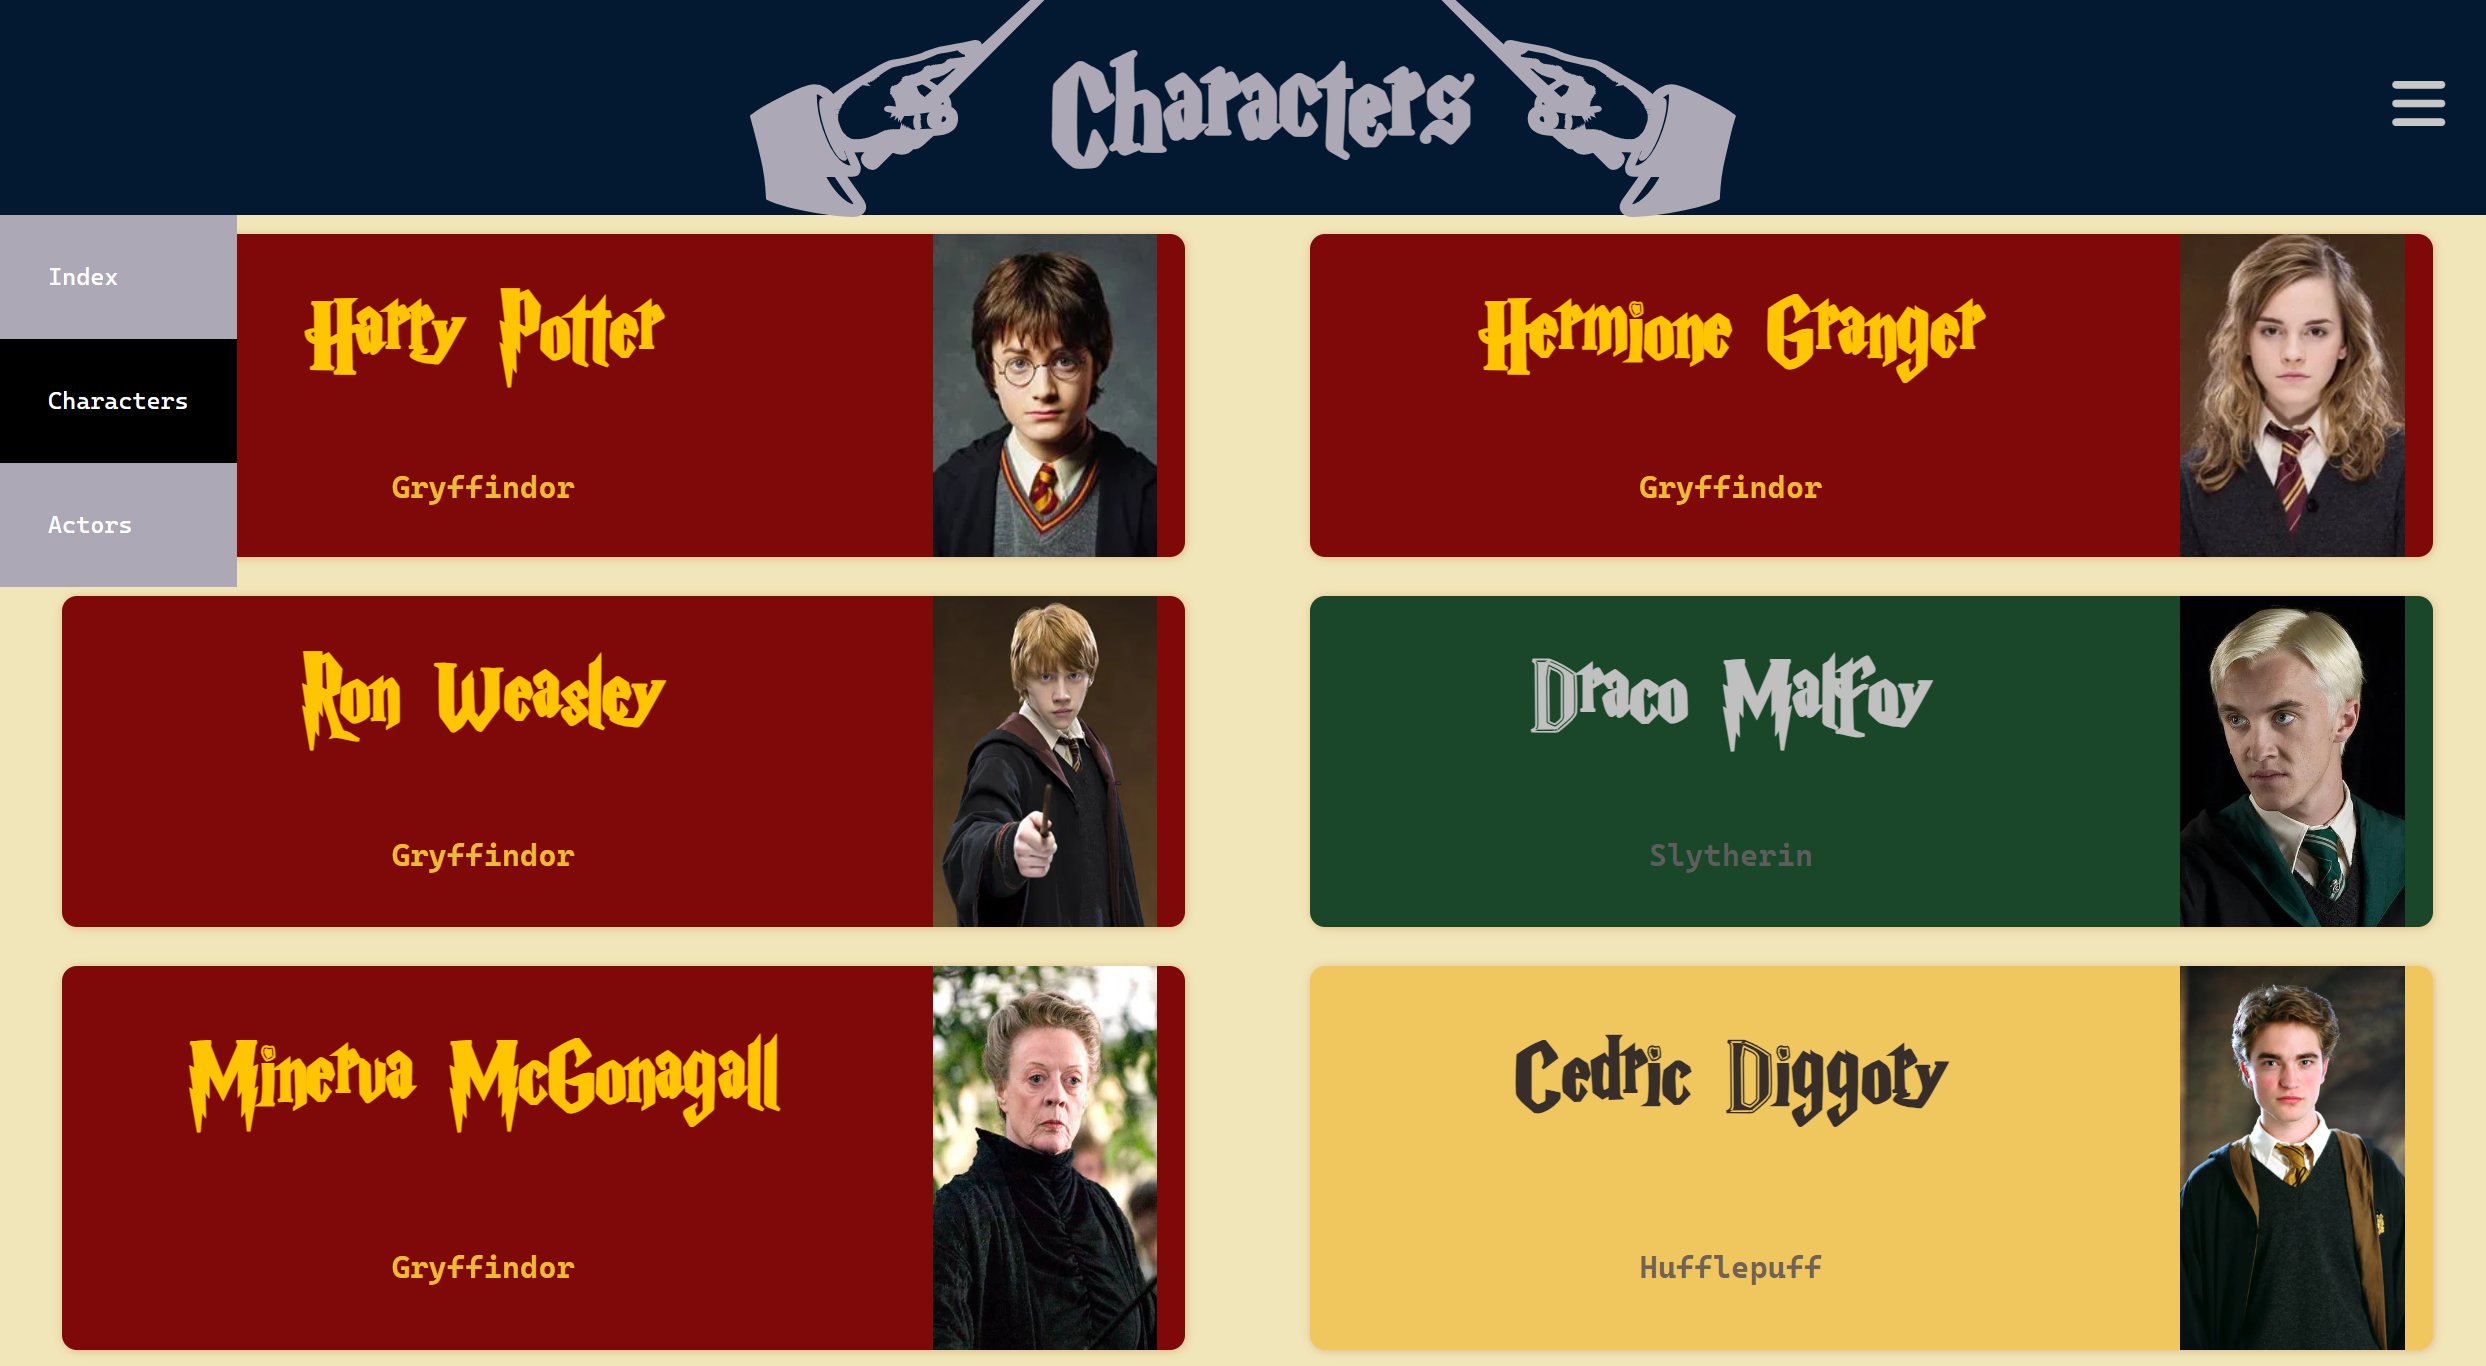 Characters
Index
Characters
Actors
Harry Potter
Gryffindor
Hermione Granger
Gryffindor
Ron Weasley
Gryffindor
Draco Malfoy
Slytherin
Minerva McGonagall
Gryffindor
Cedric Diggory
Hufflepuff